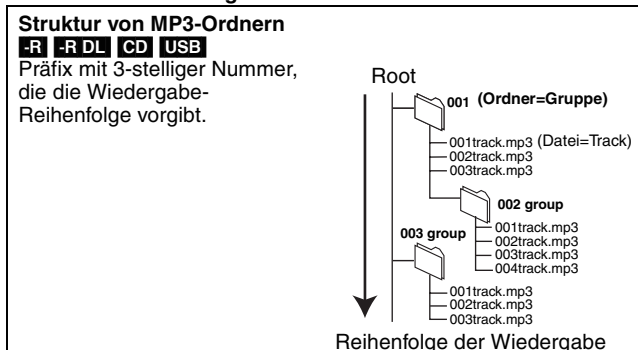 Struktur von MP3-Ordnern
-R -R DL CD USB
Präfix mit 3-stelliger Nummer,
die die Wiedergabe-
Reihenfolge vorgibt.
Root
001 (Ordner=Gruppe)
001track.mp3 (Datei=Track)
002track.mp3
003track.mp3
002 group
001track.mp3
002track.mp3
003track.mp3
004track.mp3
003 group
001track.mp3
002track.mp3
003track.mp3
Reihenfolge der Wiedergabe